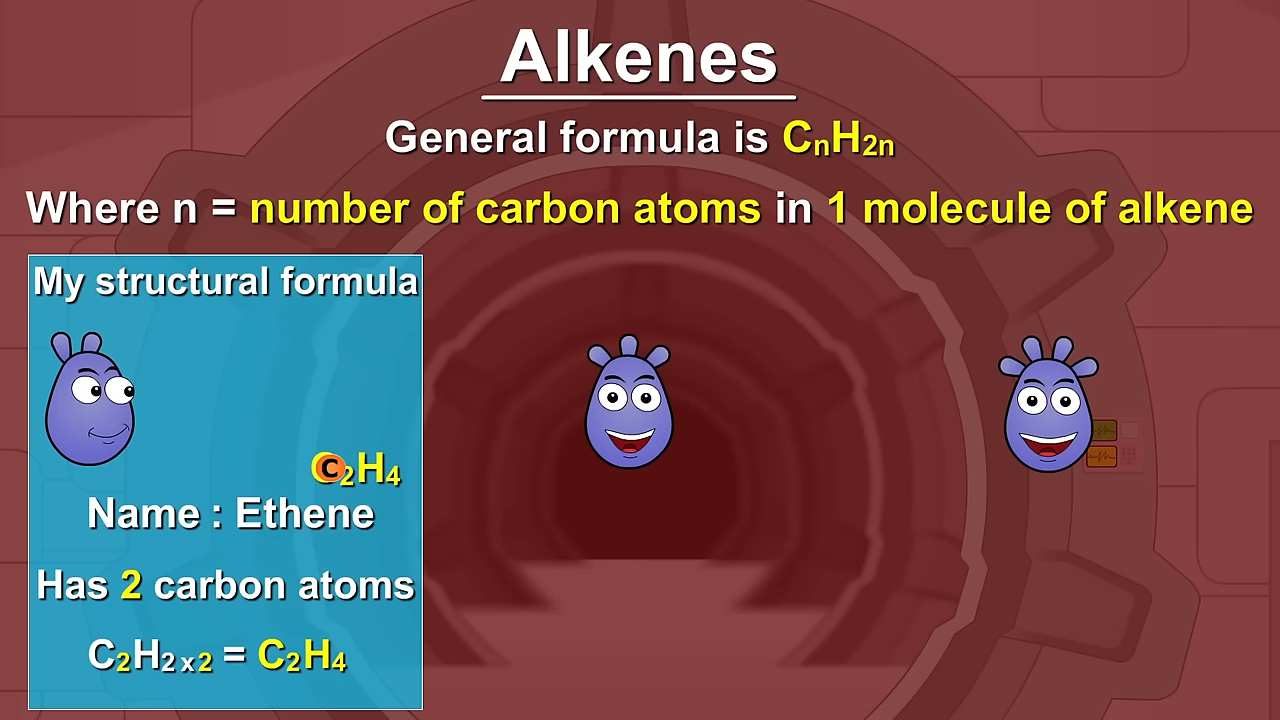 Alkenes
General formula is CnH2n
Where n = number of carbon atoms in 1 molecule of alkene
My structural formula
C2H4
Name : Ethene
Has 2 carbon atoms
C2H2 x 2 = C2H4